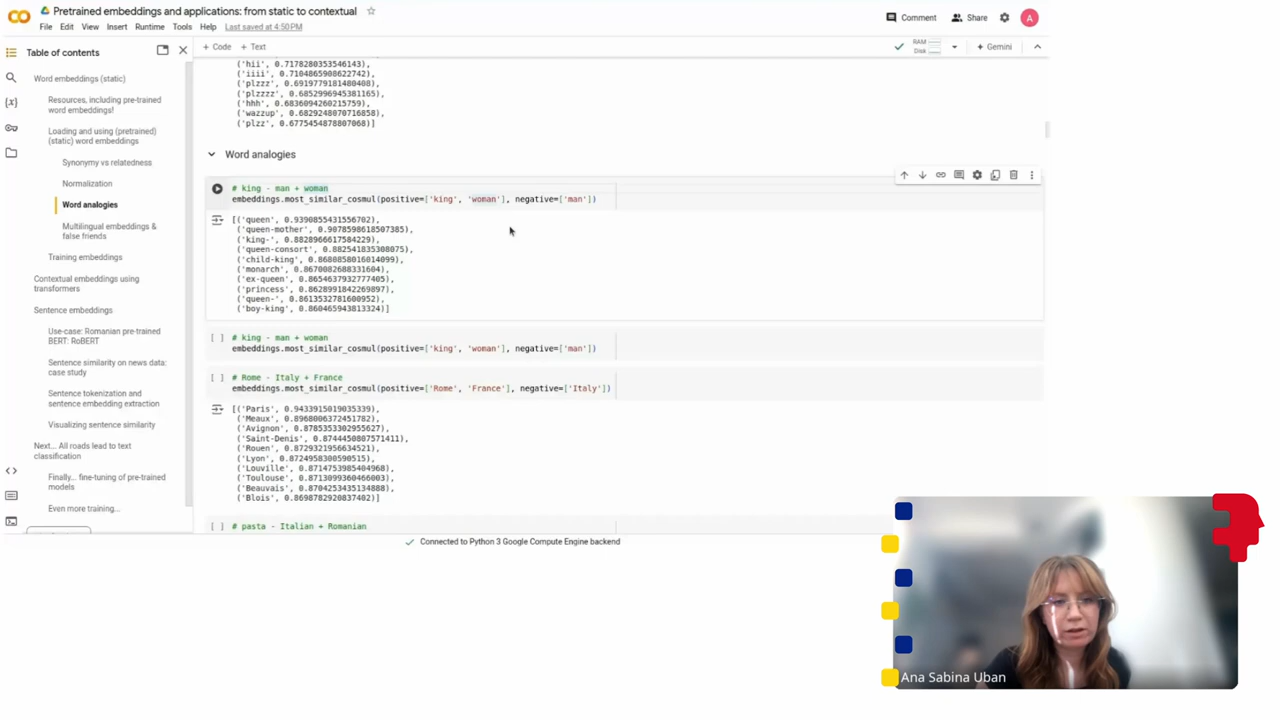 Pretrained embeddings and applications: from static to contextual
File Edit View Insert Runtime Tools Help Last saved at 4:50PM
Comment Share A
Table of contents
+ Code + Text
RAM
Disk
Gemini
Word embeddings (static)
Resources, including pre-trained
word embeddings!
Loading and using (pretrained)
(static) word embeddings
Synonymy vs relatedness
Normalization
Word analogies
Multilingual embeddings &
false friends
Training embeddings
Contextual embeddings using
transformers
Sentence embeddings
Use-case: Romanian pre-trained
BERT: RoBERT
Sentence similarity on news data:
case study
Sentence tokenization and
sentence embedding extraction
Visualizing sentence similarity
Next... All roads lead to text
classification
Finally... fine-tuning of pre-trained
models
Even more training...
('hii', 0.7178280353546143),
('iiii', 0.7104865908622742),
('plzzz', 0.6919779181480408),
('plzzzz', 0.6852996945381165),
('hhh', 0.6836094260215759),
('wazzup', 0.6829248070716858),
('plzz', 0.6775454878807068)]
Word analogies
# king - man + woman
embeddings.most_similar_cosmul(positive=['king', 'woman'], negative=['man'])
[('queen', 0.9390855431556702),
('queen-mother', 0.9078598618507385),
('king-', 0.8828966617584229),
('queen-consort', 0.882541835308075),
('child-king', 0.8680858016014099),
('monarch', 0.8670082688331604),
('ex-queen', 0.8654637932777405),
('princess', 0.8628991842269897),
('queen-', 0.8613532781600952),
('boy-king', 0.860465943813324)]
[ ] # king - man + woman
embeddings.most_similar_cosmul(positive=['king', 'woman'], negative=['man'])
[ ] # Rome - Italy + France
embeddings.most_similar_cosmul(positive=['Rome', 'France'], negative=['Italy'])
[('Paris', 0.9433915019035339),
('Meaux', 0.8968006372451782),
('Avignon', 0.8785353302955627),
('Saint-Denis', 0.8744450807571411),
('Rouen', 0.8729321956634521),
('Lyon', 0.8724958300590515),
('Louville', 0.8714753985404968),
('Toulouse', 0.8713099360466003),
('Beauvais', 0.8704253435134888),
('Blois', 0.8698782920837402)]
[ ] # pasta - Italian + Romanian
Connected to Python 3 Google Compute Engine backend
Ana Sabina Uban